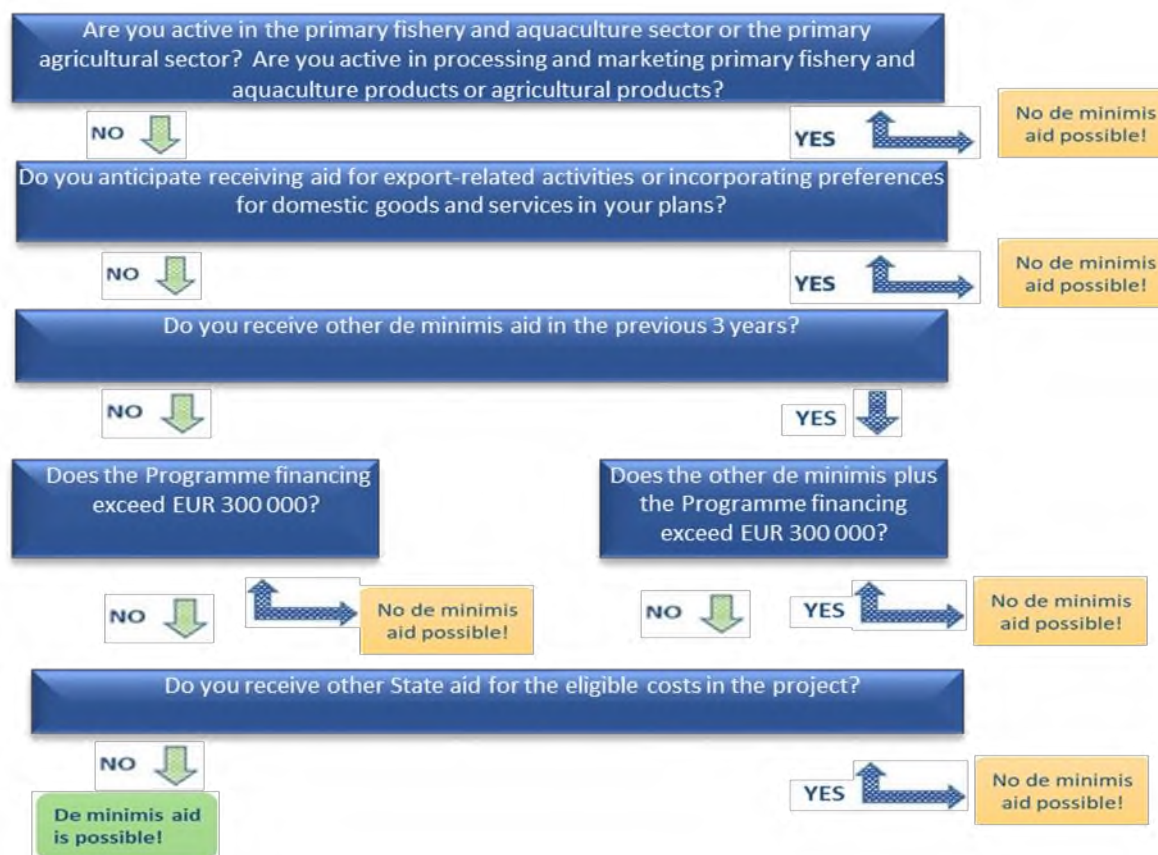 Are you active in the primary fishery and aquaculture sector or the primary
agricultural sector?  Are you active in processing and marketing primary fishery and
aquaculture products or agricultural products?
NO
YES
No de minimis
aid possible!
Do you anticipate receiving aid for export-related activities or incorporating preferences
for domestic goods and services in your plans?
NO
YES
No de minimis
aid possible!
Do you receive other de minimis aid in the previous 3 years?
NO
YES
Does the Programme financing
exceed EUR 300 000?
Does the other de minimis plus
the Programme financing
exceed EUR 300 000?
NO
No de minimis
aid possible!
NO
YES
No de minimis
aid possible!
Do you receive other State aid for the eligible costs in the project?
NO
YES
No de minimis
aid possible!
De minimis aid
is possible!